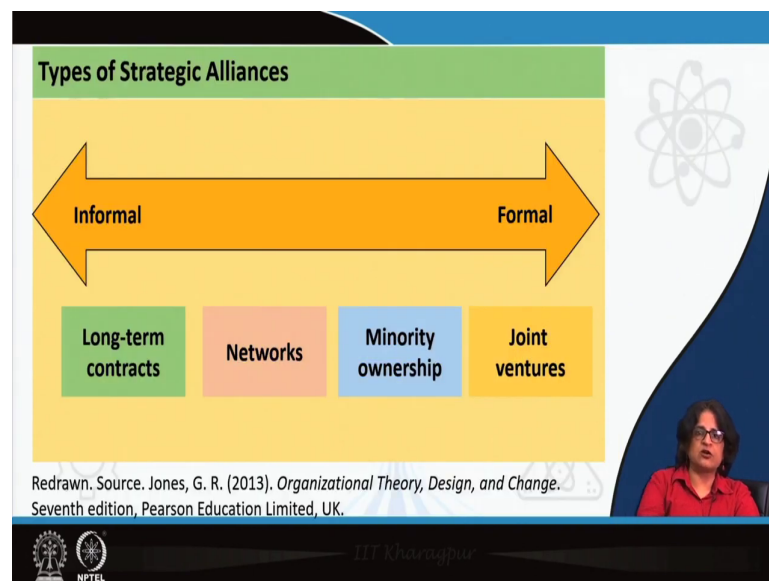 Types of Strategic Alliances
Informal
Formal
Long-term
contracts
Networks
Minority
ownership
Joint
ventures
Redrawn. Source. Jones, G. R. (2013). Organizational Theory, Design, and Change.
Seventh edition, Pearson Education Limited, UK.
IIT Kharagpur
NPTEL